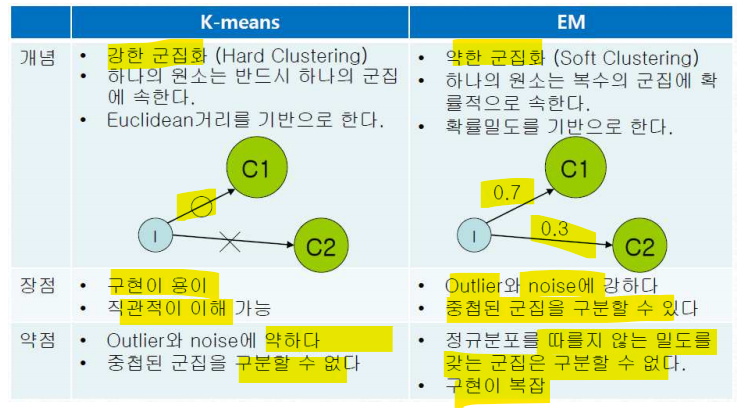 K-means EM
개념
• 강한 군집화 (Hard Clustering)
• 하나의 원소는 반드시 하나의 군집
에 속한다.
• Euclidean거리를 기반으로 한다.
C1
I
C2
• 약한 군집화 (Soft Clustering)
• 하나의 원소는 복수의 군집에 확
률적으로 속한다.
• 확률밀도를 기반으로 한다.
C1
0.7
I
0.3
C2
장점
• 구현이 용이
• 직관적이 이해 가능
• Outlier와 noise에 강하다
• 중첩된 군집을 구분할 수 있다
약점
• Outlier와 noise에 약하다
• 중첩된 군집을 구분할 수 없다
• 정규분포를 따를지 않는 밀도를
갖는 군집은 구분할 수 없다.
• 구현이 복잡